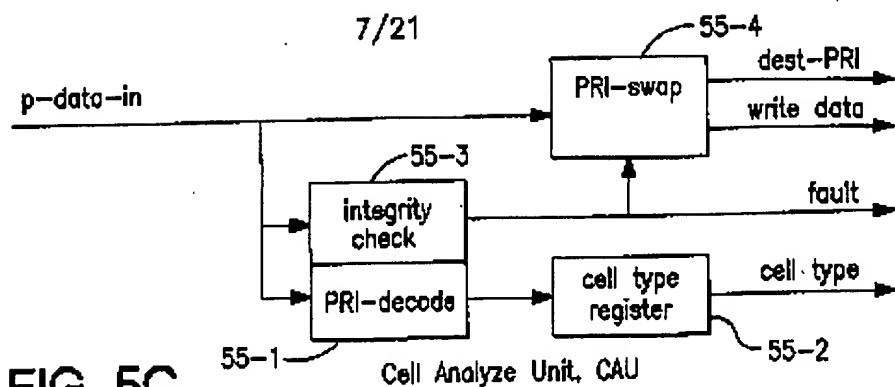 7/21
55-4
p-data-in
PRI-swap
dest-PRI
write data
55-3
integrity
check
fault
PRI-decode
cell type
register
cell type
55-1
55-2
FIG. 5C
Cell Analyze Unit, CAU